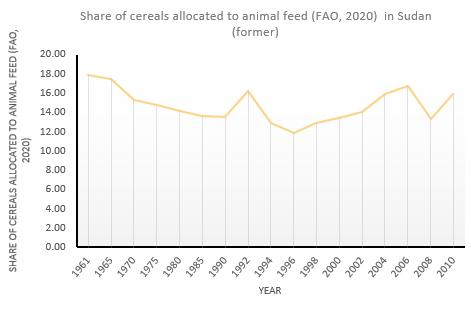 Share of cereals allocated to animal feed (FAO, 2020)  in Sudan
(former)
SHARE OF CEREALS ALLOCATED TO ANIMAL FEED (FAO,
2020)
20.00
18.00
16.00
14.00
12.00
10.00
8.00
6.00
4.00
2.00
0.00
1961 1965 1970 1975 1980 1985 1990 1992 1994 1996 1998 2000 2002 2004 2006 2008 2010
YEAR